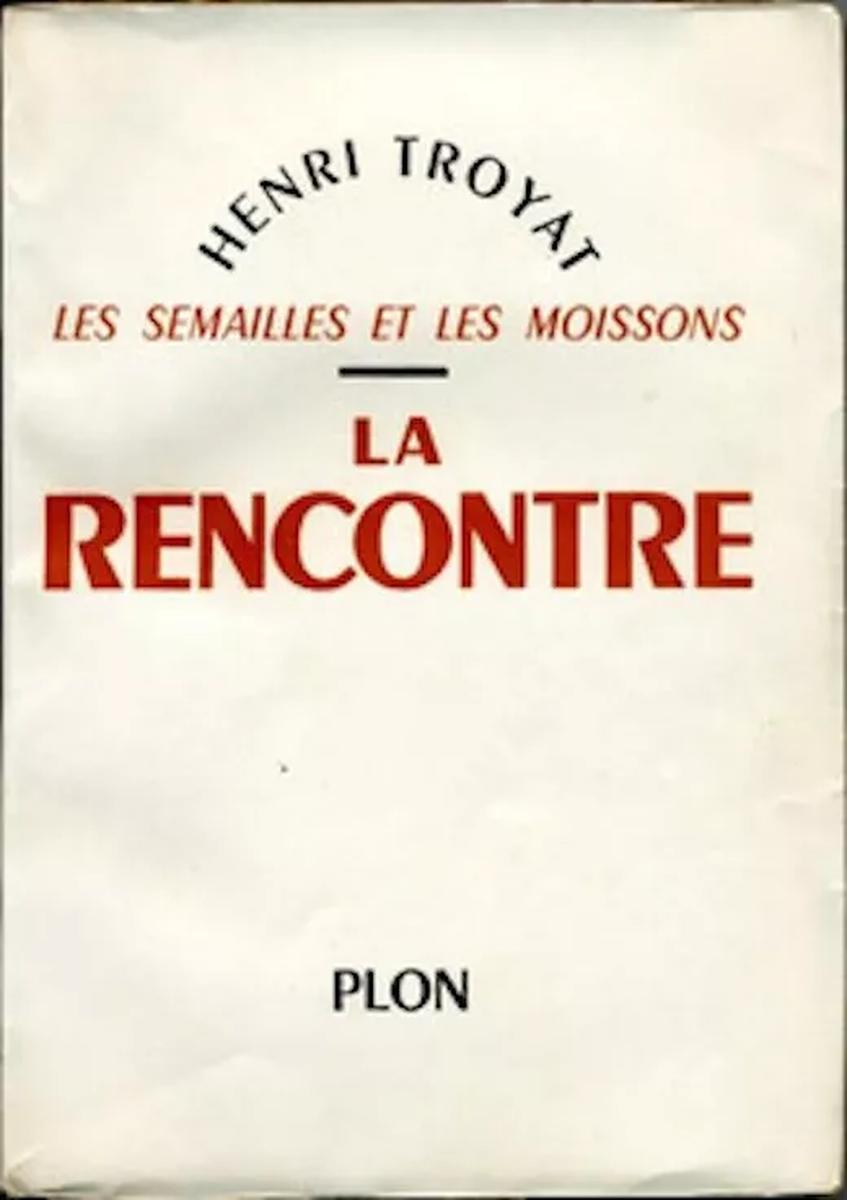 HENRI TROYAT
LES SEMAILLES ET LES MOISSONS
LA
RENCONTRE
PLON